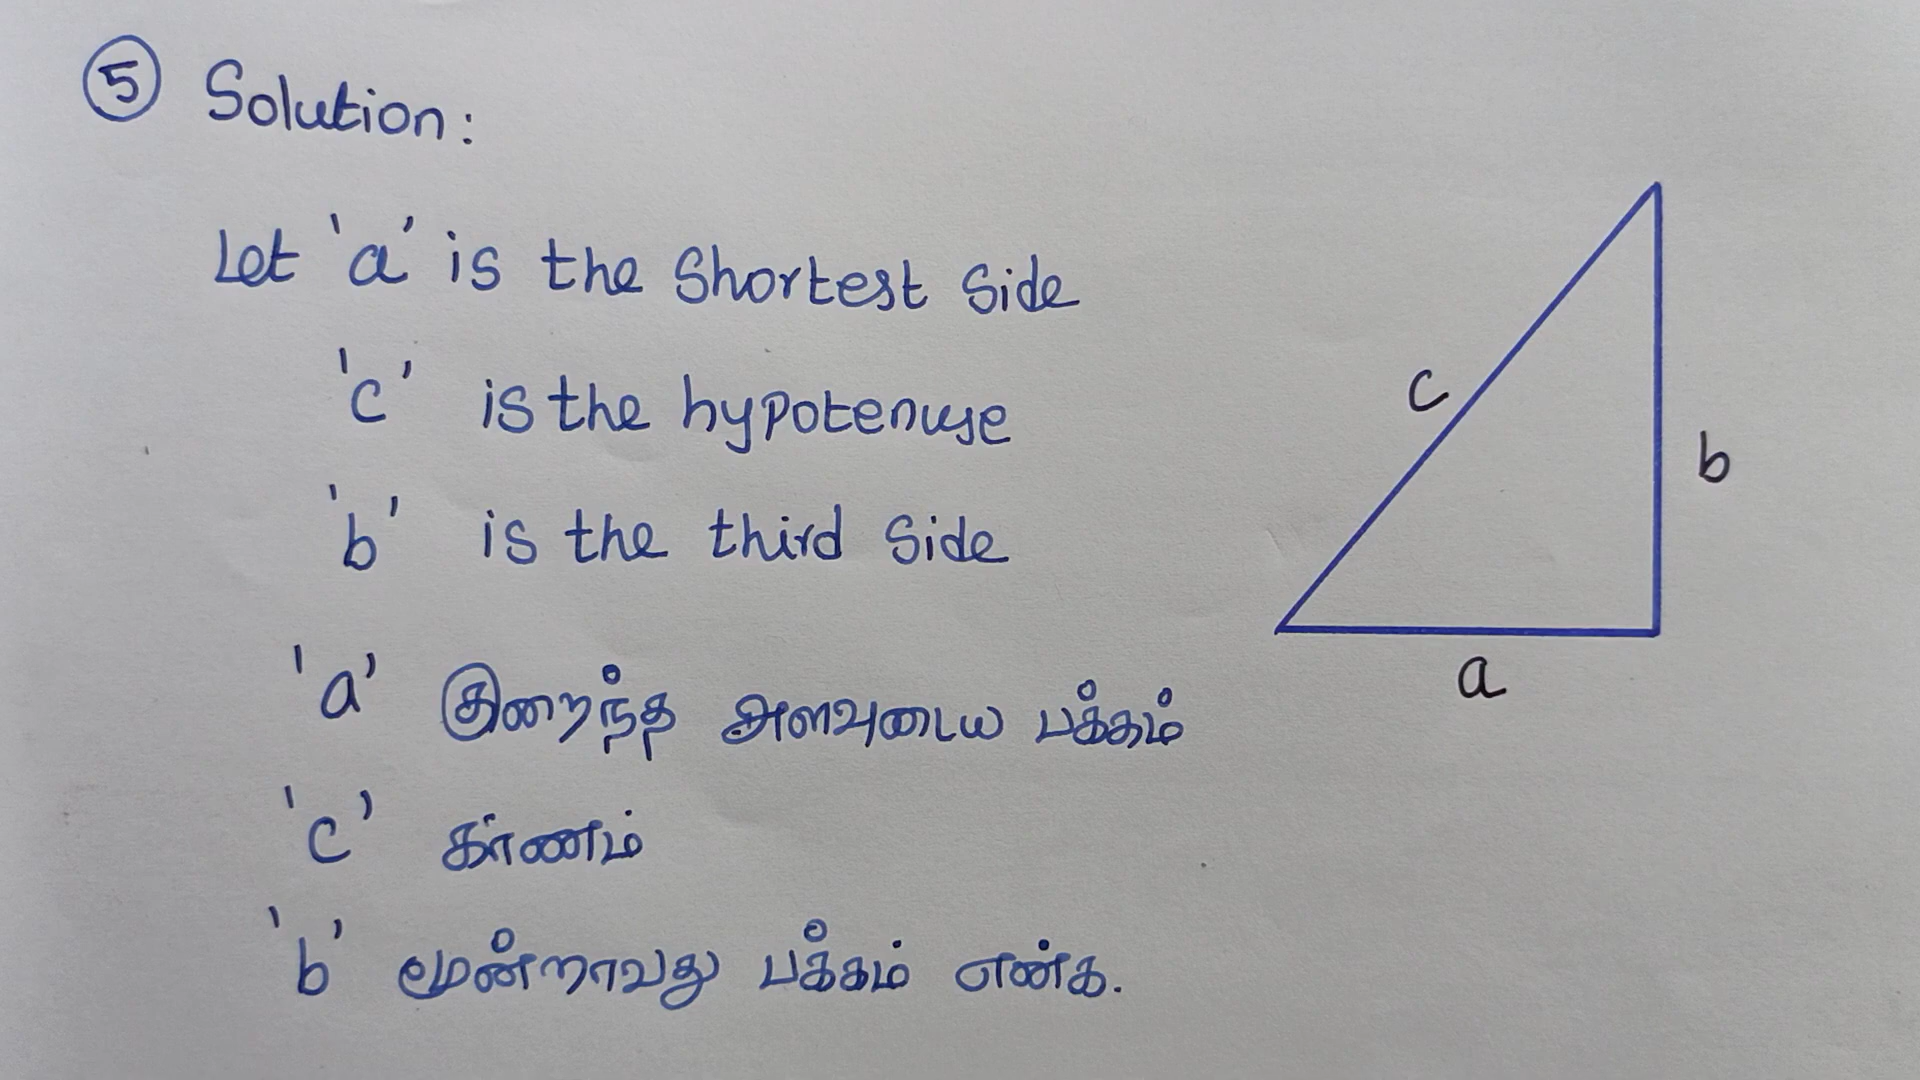 5 Solution:
Let 'a' is the Shortest Side
'c' is the hypotenuse
'b' is the third Side
'a' குறைந்த அளவுடைய பக்கம்
'c' கர்ணம்
'b' மூன்றாவது பக்கம் எண்க.
c
b
a